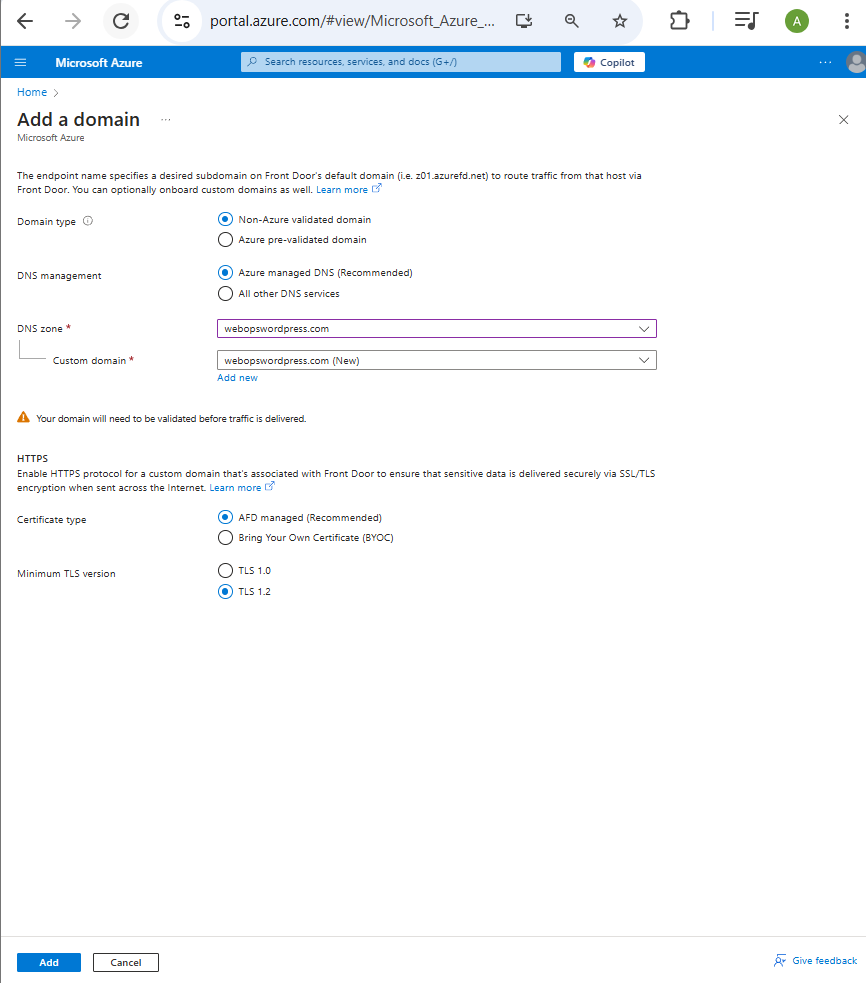 portal.azure.com/#view/Microsoft_Azure_...
A
Microsoft Azure
Search resources, services, and docs (G+/)
Copilot
...
Home
Add a domain ...
Microsoft Azure
The endpoint name specifies a desired subdomain on Front Door's default domain (i.e. z01.azurefd.net) to route traffic from that host via
Front Door. You can optionally onboard custom domains as well. Learn more
Domain type
Non-Azure validated domain
Azure pre-validated domain
DNS management
Azure managed DNS (Recommended)
All other DNS services
DNS zone *
webopswordpress.com
Custom domain *
webopswordpress.com (New)
Add new
Your domain will need to be validated before traffic is delivered.
HTTPS
Enable HTTPS protocol for a custom domain that's associated with Front Door to ensure that sensitive data is delivered securely via SSL/TLS
encryption when sent across the Internet. Learn more
Certificate type
AFD managed (Recommended)
Bring Your Own Certificate (BYOC)
Minimum TLS version
TLS 1.0
TLS 1.2
Add
Cancel
Give feedback